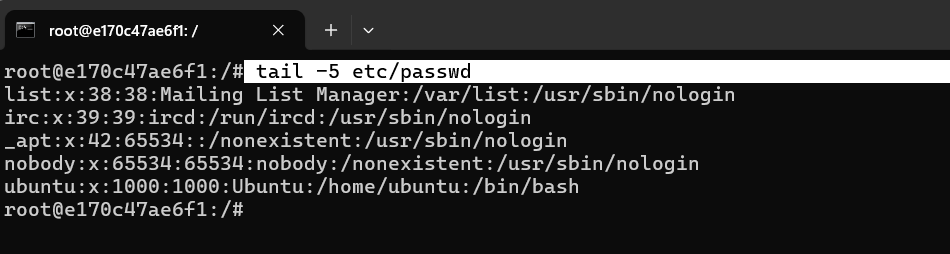 root@e170c47ae6f1: /
root@e170c47ae6f1:/# tail -5 etc/passwd
list:x:38:38:Mailing List Manager:/var/list:/usr/sbin/nologin
irc:x:39:39:ircd:/run/ircd:/usr/sbin/nologin
_apt:x:42:65534::/nonexistent:/usr/sbin/nologin
nobody:x:65534:65534:nobody:/nonexistent:/usr/sbin/nologin
ubuntu:x:1000:1000:Ubuntu:/home/ubuntu:/bin/bash
root@e170c47ae6f1:/#